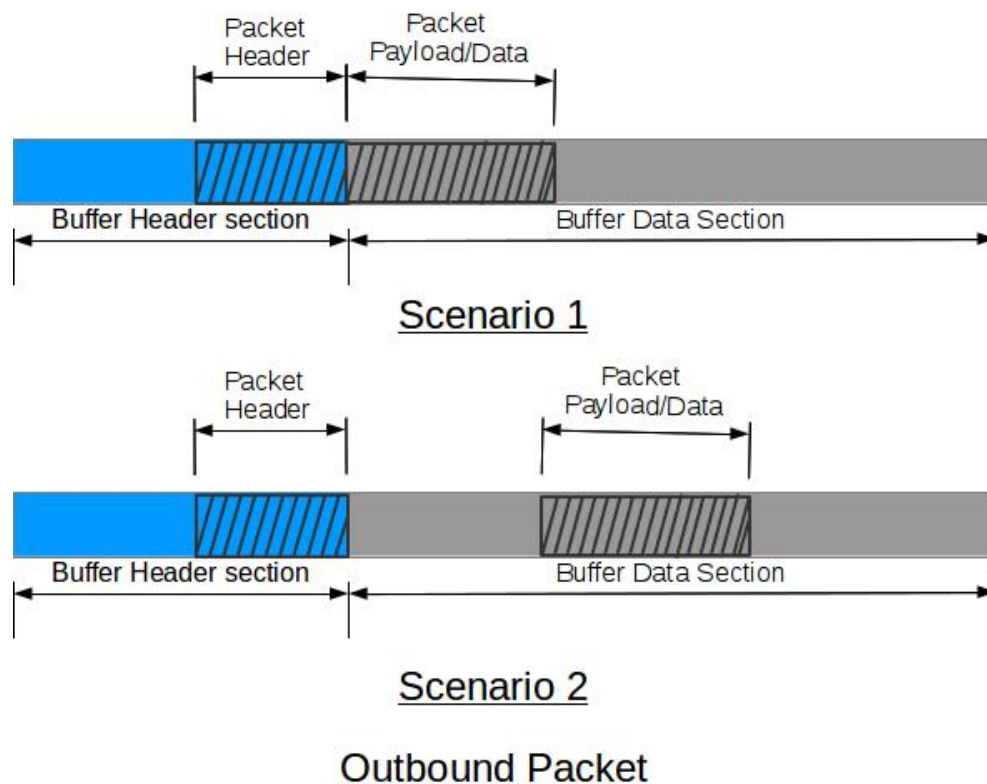 Packet
Header
Packet
Payload/Data
Buffer Header section
Buffer Data Section
Scenario 1
Packet
Header
Packet
Payload/Data
Buffer Header section
Buffer Data Section
Scenario 2
Outbound Packet